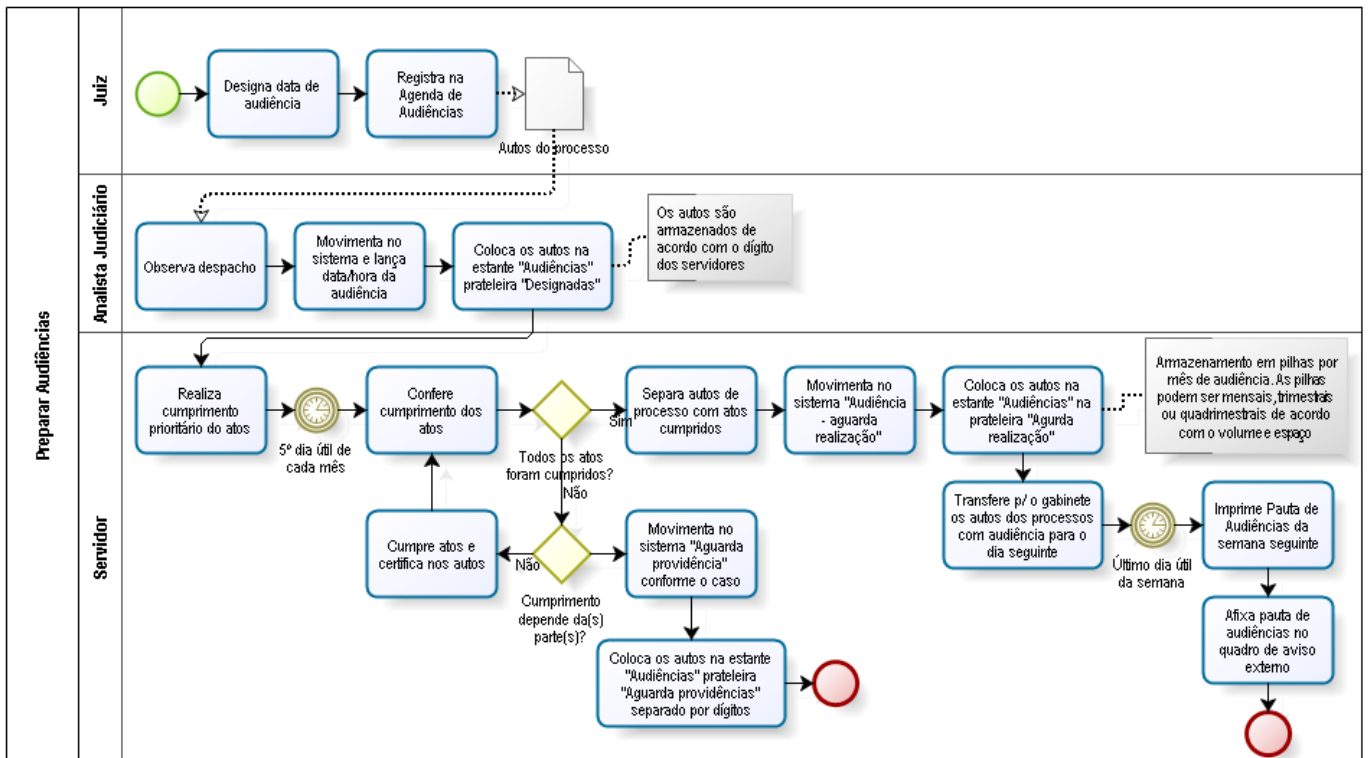 Preparar Audiências
Juiz
Designa data de
audiência
Registra na
Agenda de
Audiências
Autos do processo
Analista Judiciário
Observa despacho
Movimenta no
sistema e lança
data/hora da
audiência
Coloca os autos na
estante "Audiências"
prateleira "Designadas"
Os autos são
armazenados de
acordo com o dígito
dos servidores
Servidor
Realiza
cumprimento
prioritário do atos
5º dia útil de
cada mês
Confere
cumprimento dos
atos
Todos os atos
foram cumpridos?
Sim
Não
Separa autos de
processo com atos
cumpridos
Movimenta no
sistema "Audiência
- aguarda
realização"
Coloca os autos na
estante "Audiências" na
prateleira "Agurda
realização"
Armazenamento em pilhas por
mês de audiência. As pilhas
podem ser mensais, trimestrais
ou quadrimestrais de acordo
com o volume e espaço
Cumpre atos e
certifica nos autos
Não
Cumprimento
depende da(s)
parte(s)?
Movimenta no
sistema "Aguarda
providência"
conforme o caso
Coloca os autos na estante
"Audiências" prateleira
"Aguarda providências"
separado por dígitos
Transfere p/ o gabinete
os autos dos processos
com audiência para o
dia seguinte
Último dia útil
da semana
Imprime Pauta de
Audiências da
semana seguinte
Afixa pauta de
audiências no
quadro de aviso
externo